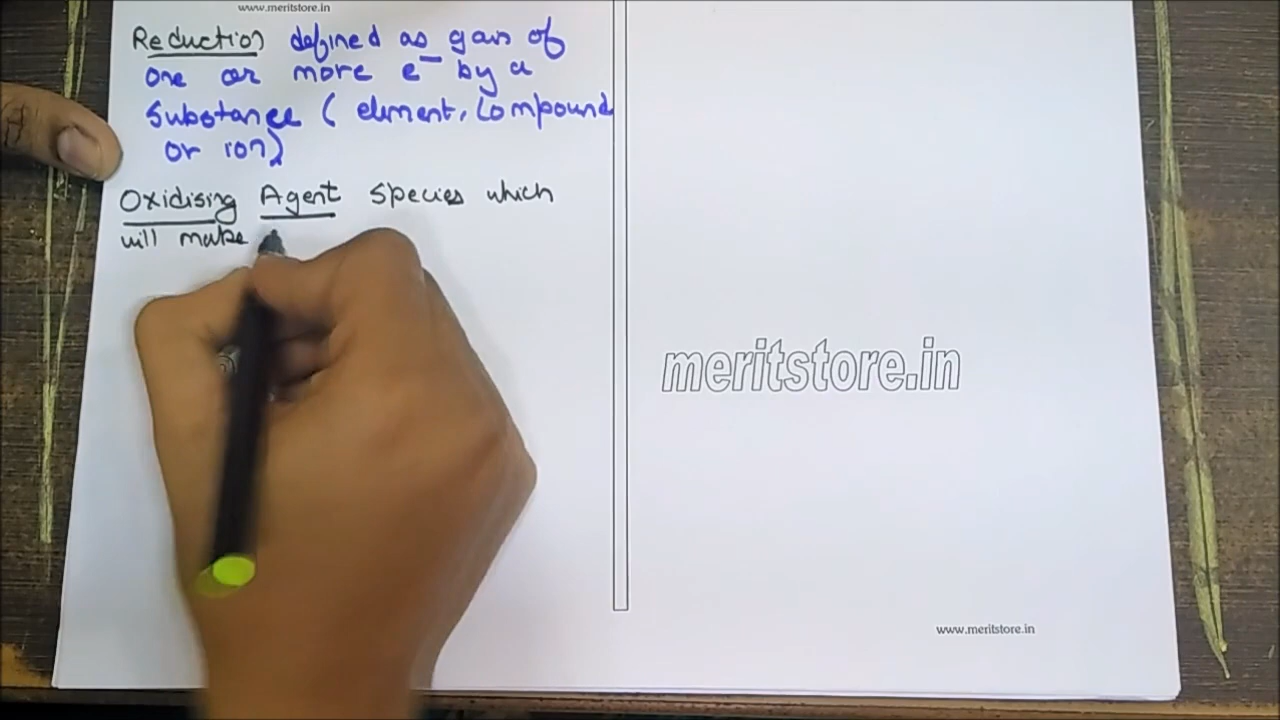 www.meritstore.in
Reduction defined as gain of
one or more e⁻ by a
Substance ( element, Compound
or ion)
Oxidising Agent Species which
will make
meritstore.in
www.meritstore.in